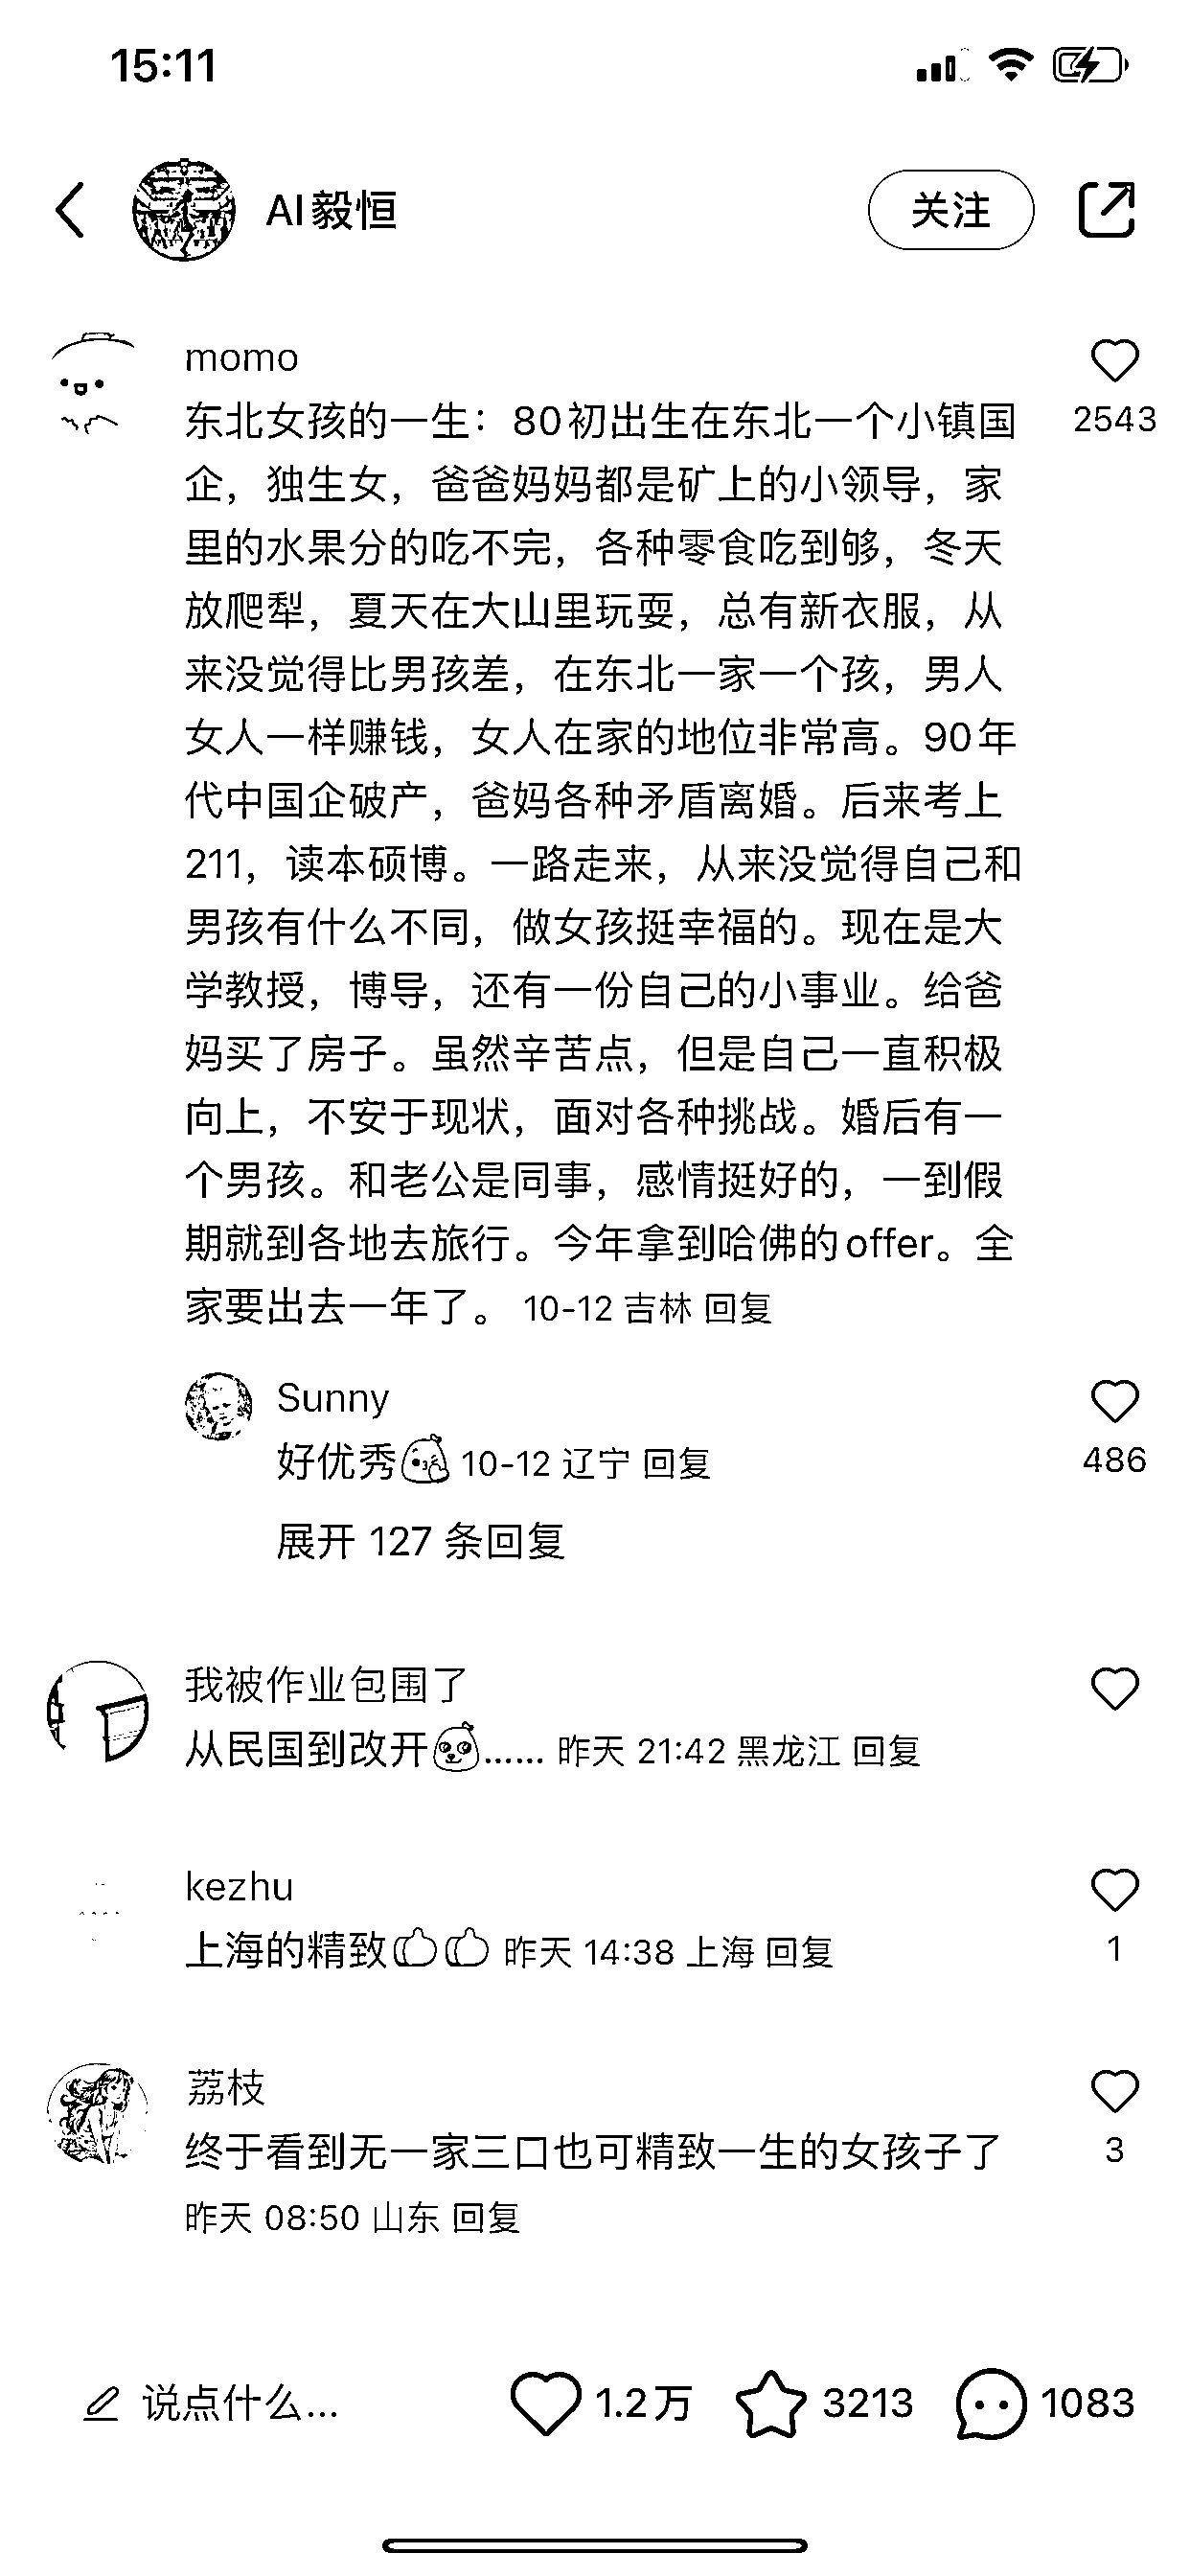 15:11
AI毅恒
关注
momo
东北女孩的一生：80初出生在东北一个小镇国
2543
企，独生女，爸爸妈妈都是矿上的小领导，家
里的水果分的吃不完，各种零食吃到够，冬天
放爬犁，夏天在大山里玩耍，总有新衣服，从
来没觉得比男孩差，在东北一家一个孩，男人
女人一样赚钱，女人在家的地位非常高。90年
代中国企破产，爸妈各种矛盾离婚。后来考上
211，读本硕博。一路走来，从来没觉得自己和
男孩有什么不同，做女孩挺幸福的。现在是大
学教授，博导，还有一份自己的小事业。给爸
妈买了房子。虽然辛苦点，但是自己一直积极
向上，不安于现状，面对各种挑战。婚后有一
个男孩。和老公是同事，感情挺好的，一到假
期就到各地去旅行。今年拿到哈佛的offer。全
家要出去一年了。 10-12 吉林 回复
Sunny
好优秀 10-12 辽宁 回复
486
展开 127 条回复
我被作业包围了
从民国到改开…… 昨天 21:42 黑龙江 回复
kezhu
上海的精致👍👍 昨天 14:38 上海 回复
1
荔枝
终于看到无一家三口也可精致一生的女孩子了
3
昨天 08:50 山东 回复
说点什么...
1.2万
3213
1083